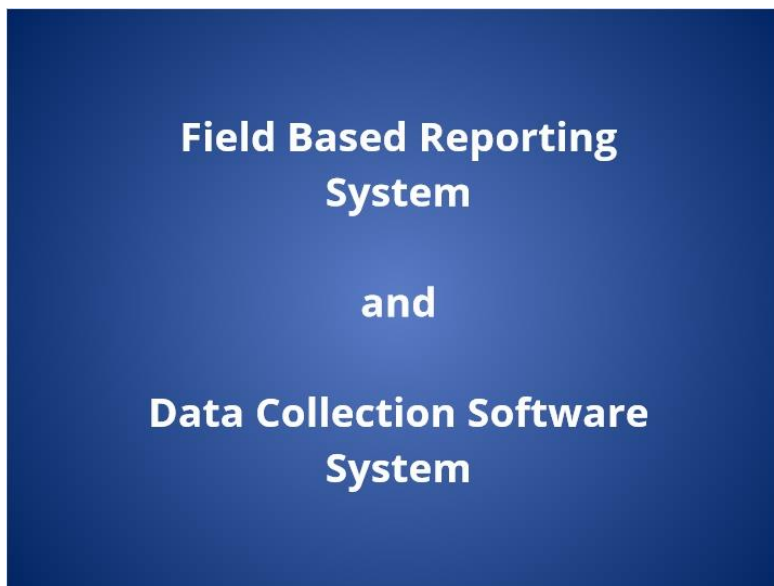 Field Based Reporting
System
and
Data Collection Software
System